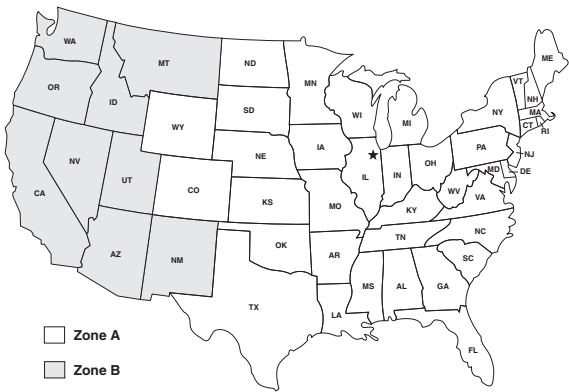 WA
MT
ND
MN
ME
VT
NH
OR
ID
SD
WI
MI
NY
MA
CT
RI
WY
NE
IA
IL
IN
OH
PA
NJ
MD
DE
NV
UT
CO
CA
KS
MO
WV
VA
KY
AZ
NM
OK
AR
TN
NC
SC
TX
MS
AL
GA
LA
FL
Zone A
Zone B